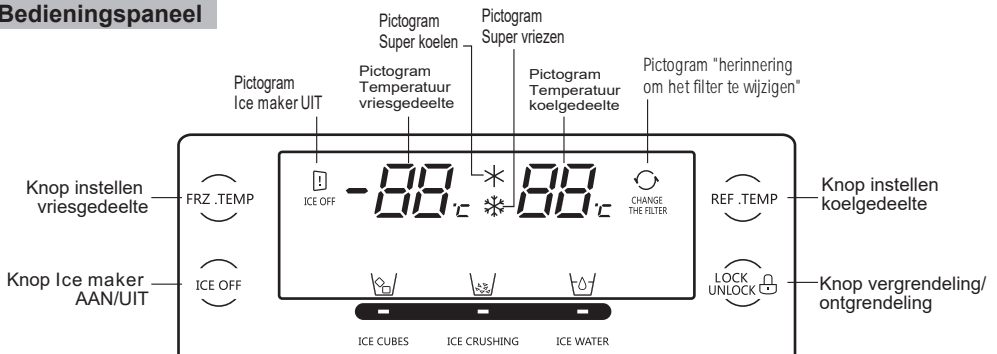 Bedieningspaneel
Pictogram
Super koelen
Pictogram
Super vriezen
Pictogram
Ice maker UIT
Pictogram
Temperatuur
vriesgedeelte
Pictogram
Temperatuur
koelgedeelte
Pictogram "herinnering
om het filter te wijzigen"
Knop instellen
vriesgedeelte
FRZ .TEMP
ICE OFF
-88 °C
88 °C
CHANGE
THE FILTER
REF .TEMP
Knop instellen
koelgedeelte
Knop Ice maker
AAN/UIT
ICE OFF
LOCK
UNLOCK
Knop vergrendeling/
ontgrendeling
ICE CUBES
ICE CRUSHING
ICE WATER